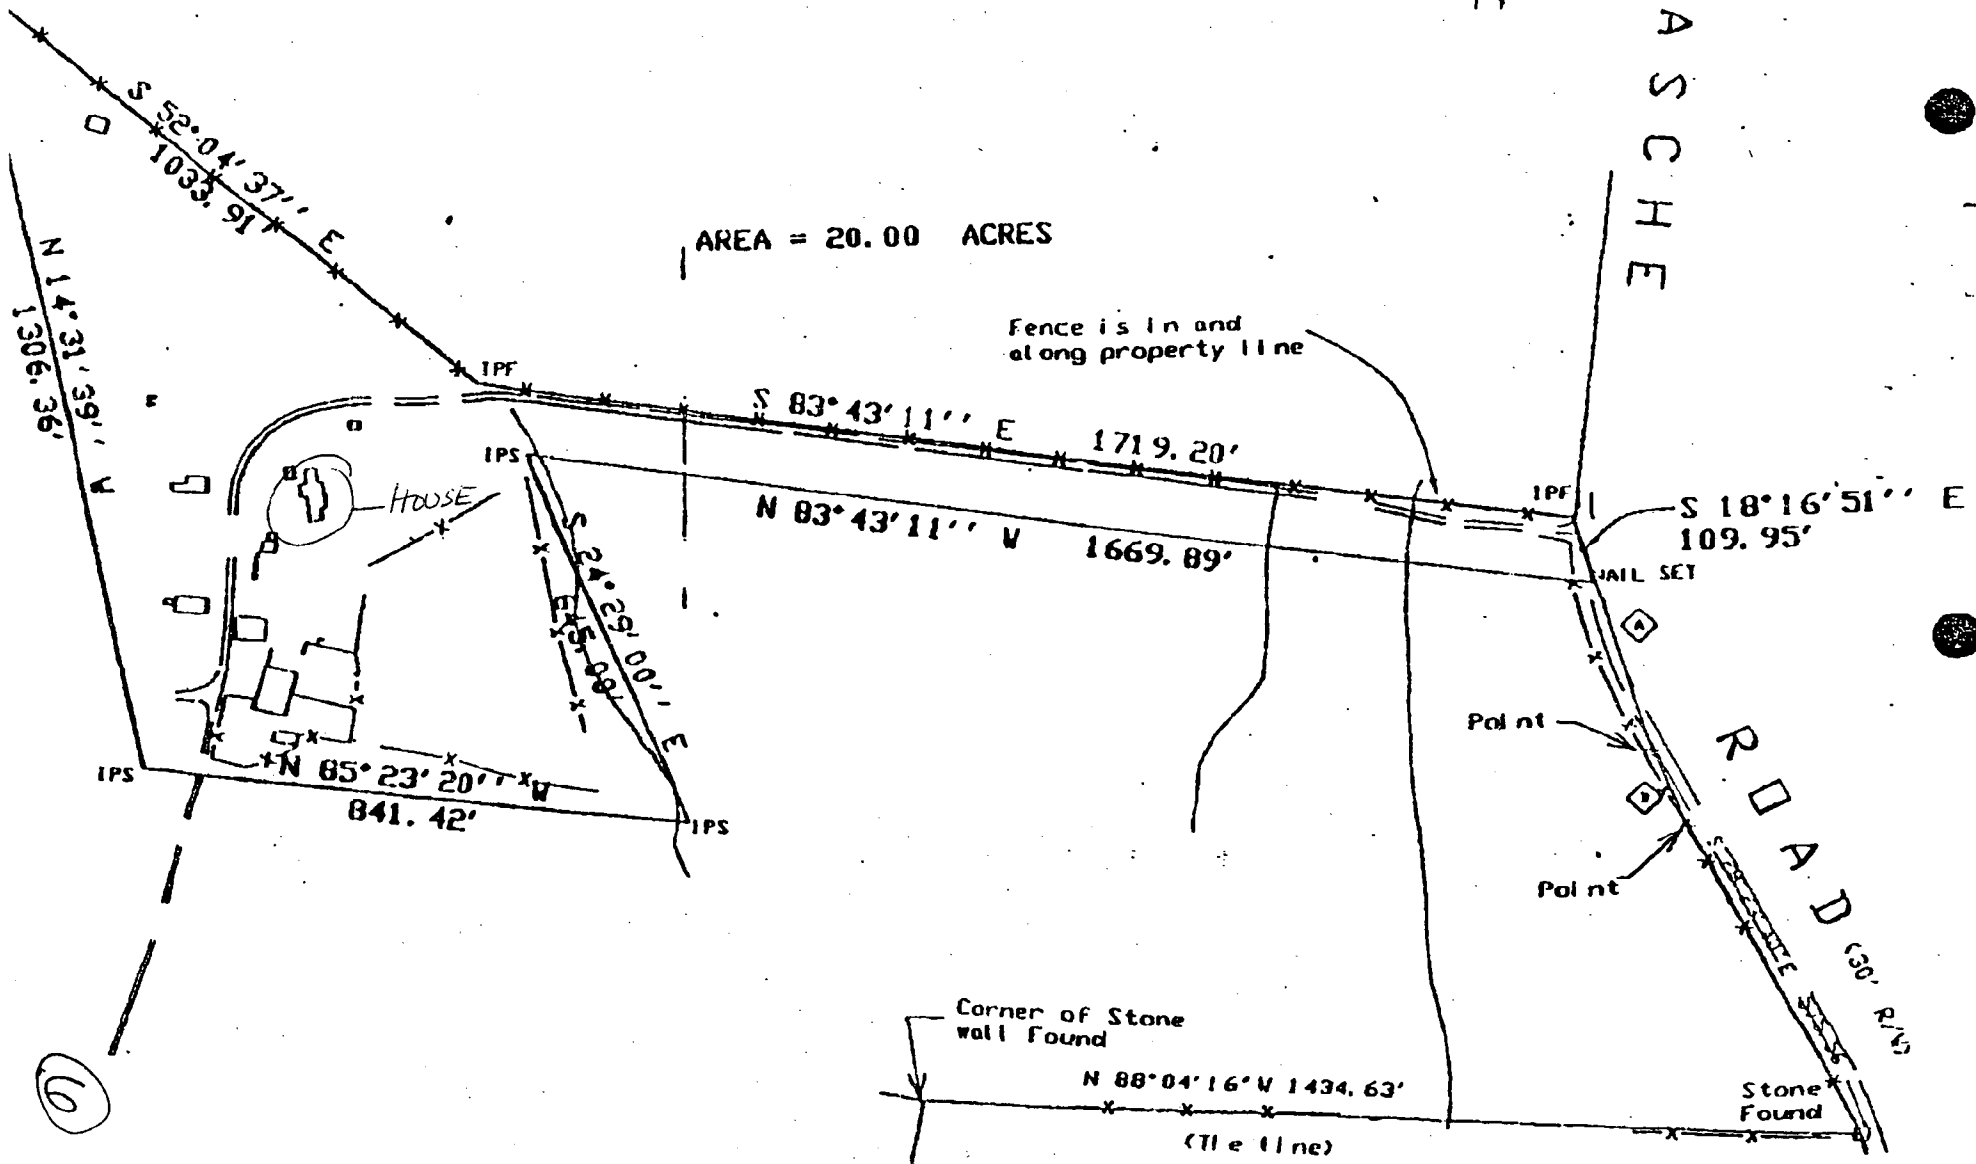 ASCHE
S 52°04'37'' E
1033.91
AREA = 20.00 ACRES
N 14°31'39'' W
1306.36'
Fence is in and
along property line
IPF
S 83°43'11'' E 1719.20'
IPS
HOUSE
IPF
S 18°16'51'' E
109.95'
N 83°43'11'' W 1669.89'
NAIL SET
S 24°29'00'' E
A
Point
ROAD (30' R/W)
IPS
N 85°23'20'' W
841.42'
IPS
Point
Corner of Stone
wall Found
N 88°04'16" W 1434.63'
(Tie line)
Stone
Found
6